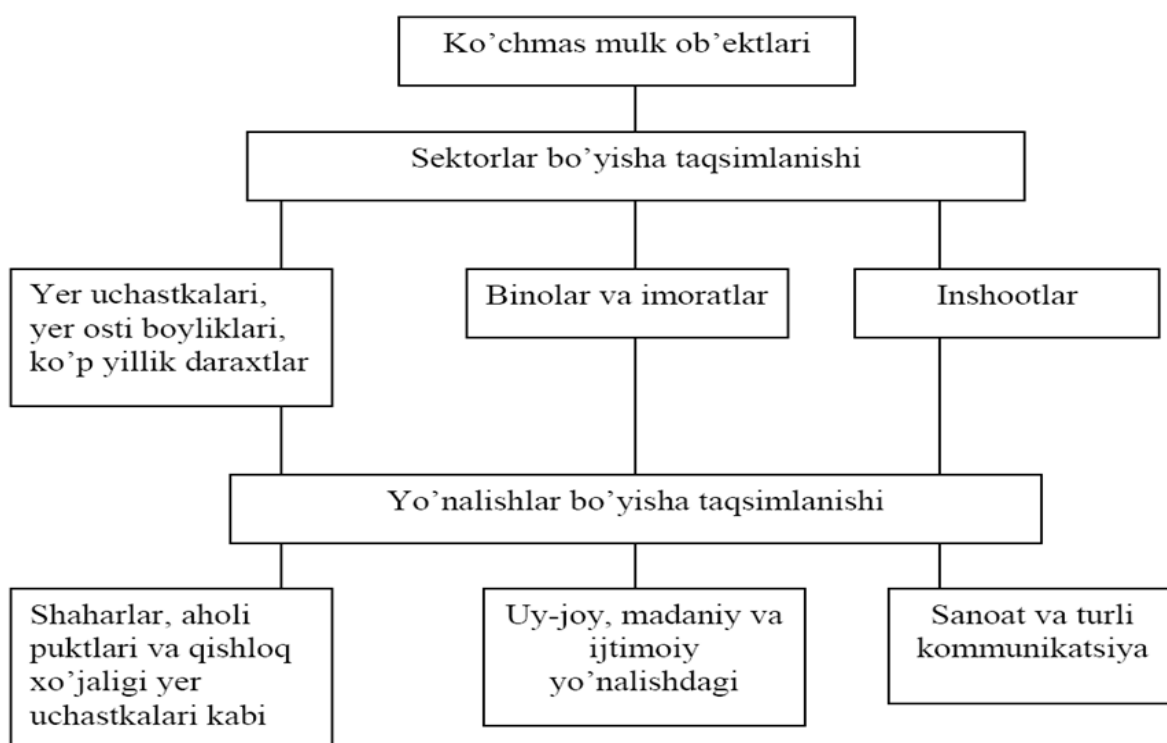 Ko’chmas mulk ob’ektlari
Sektorlar bo’yisha taqsimlanishi
Yer uchastkalari,
yer osti boyliklari,
ko’p yillik daraxtlar
Binolar va imoratlar
Inshootlar
Yo’nalishlar bo’yisha taqsimlanishi
Shaharlar, aholi
puktlari va qishloq
xo’jaligi yer
uchastkalari kabi
Uy-joy, madaniy va
ijtimoiy
yo’nalishdagi
Sanoat va turli
kommunikatsiya